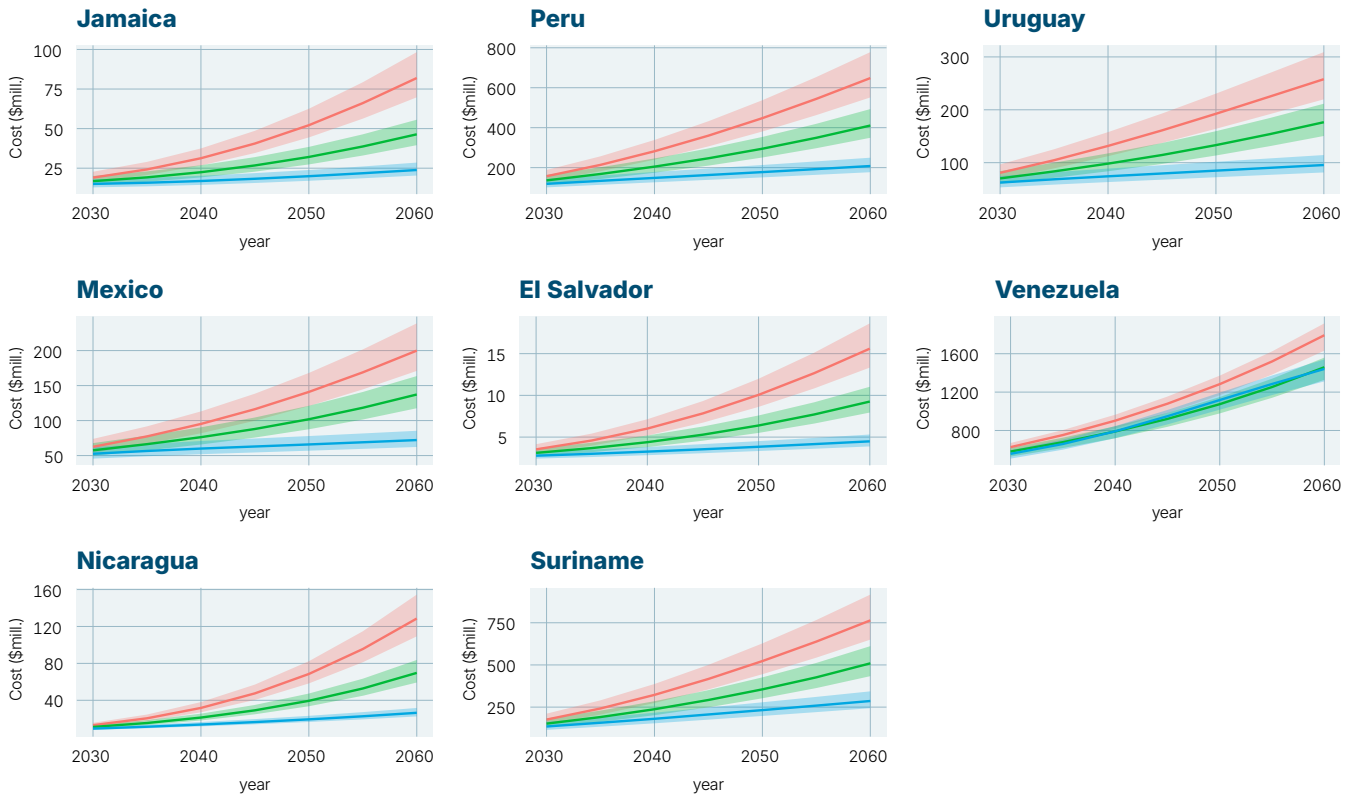 Jamaica
Cost ($mill.)
100
75
50
25
2030 2040 2050 2060
year
Peru
Cost ($mill.)
800
600
400
200
2030 2040 2050 2060
year
Uruguay
Cost ($mill.)
300
200
100
2030 2040 2050 2060
year
Mexico
Cost ($mill.)
200
150
100
50
2030 2040 2050 2060
year
El Salvador
Cost ($mill.)
15
10
5
2030 2040 2050 2060
year
Venezuela
Cost ($mill.)
1600
1200
800
2030 2040 2050 2060
year
Nicaragua
Cost ($mill.)
160
120
80
40
2030 2040 2050 2060
year
Suriname
Cost ($mill.)
750
500
250
2030 2040 2050 2060
year